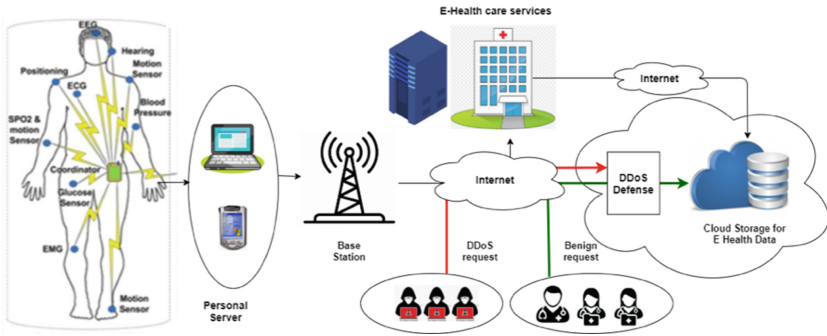 E-Health care services
EEG
Hearing
Positioning
Motion
Sensor
ECG
SPO2 &
motion
Sensor
Blood
Pressure
Coordinator
Glucose
Sensor
EMG
Motion
Sensor
Personal
Server
Base
Station
Internet
Internet
DDoS
request
Benign
request
DDoS
Defense
Cloud Storage for
E Health Data